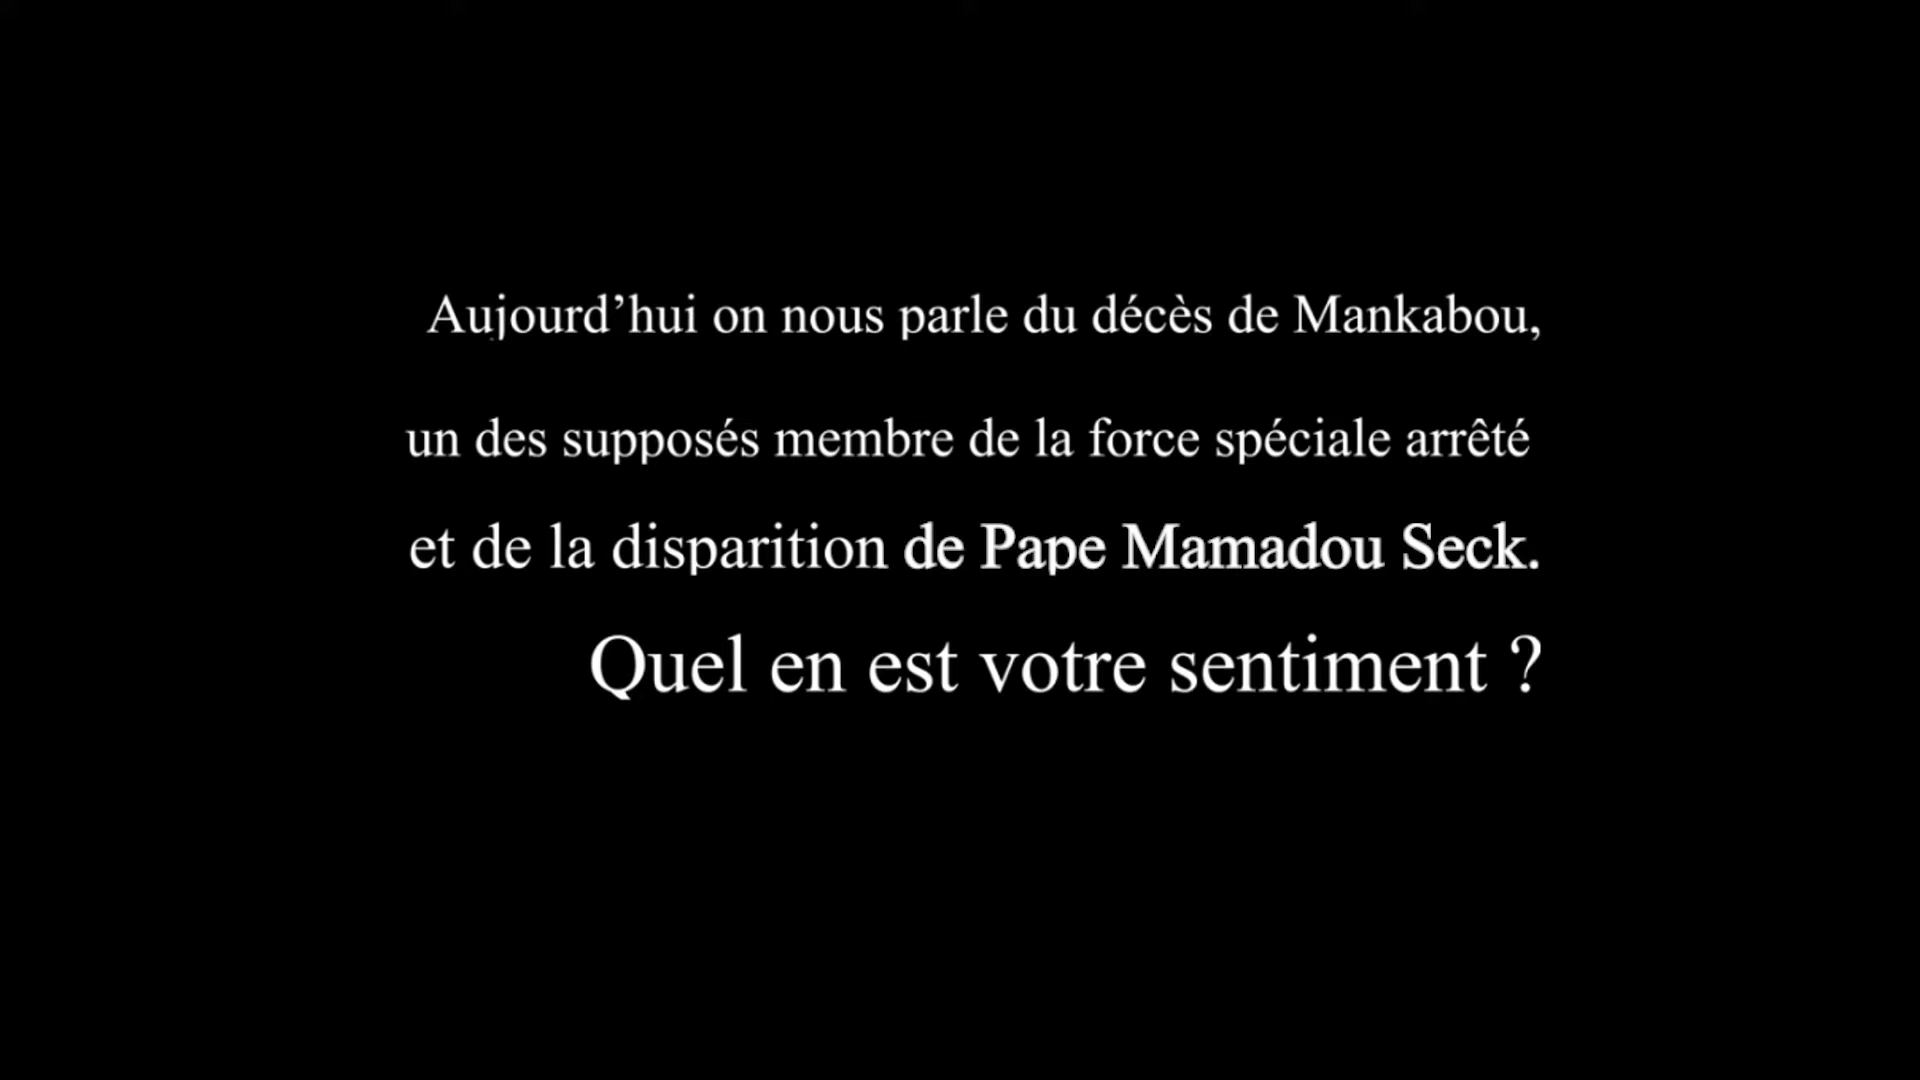 Aujourd’hui on nous parle du décès de Mankabou,
un des supposés membre de la force spéciale arrêté
et de la disparition de Pape Mamadou Seck.
Quel en est votre sentiment ?